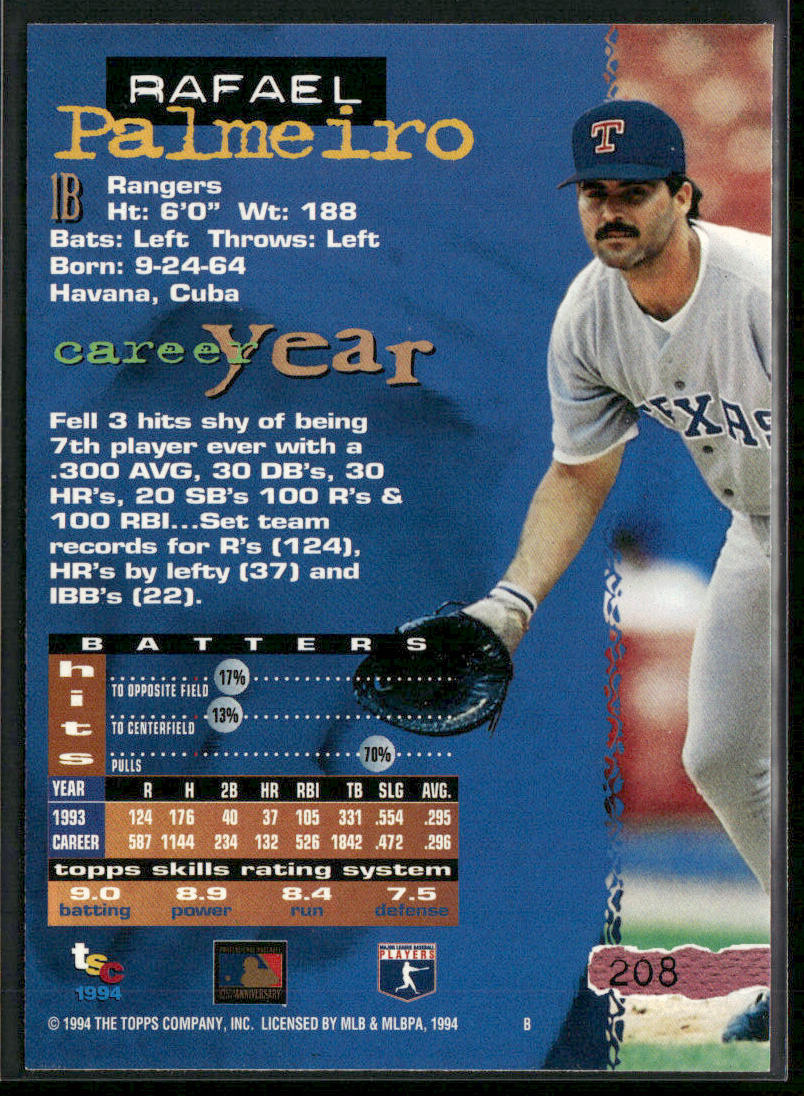 RAFAEL
Palmeiro
1B
Rangers
Ht: 6'0" Wt: 188
Bats: Left Throws: Left
Born: 9-24-64
Havana, Cuba
career Year
Fell 3 hits shy of being
7th player ever with a
.300 AVG, 30 DB's, 30
HR's, 20 SB's 100 R's &
100 RBI...Set team
records for R's (124),
HR's by lefty (37) and
IBB's (22).
T
TEXAS
BATTERS
hits
17%
TO OPPOSITE FIELD
13%
TO CENTERFIELD
70%
PULLS
YEAR R H 2B HR RBI TB SLG AVG.
1993 124 176 40 37 105 331 .554 .295
CAREER 587 1144 234 132 526 1842 .472 .296
topps skills rating system
9.0 8.9 8.4 7.5
batting power run defense
tsc
1994
125TH ANNIVERSARY
MAJOR LEAGUE BASEBALL
PLAYERS
208
© 1994 THE TOPPS COMPANY, INC. LICENSED BY MLB & MLBPA, 1994 B